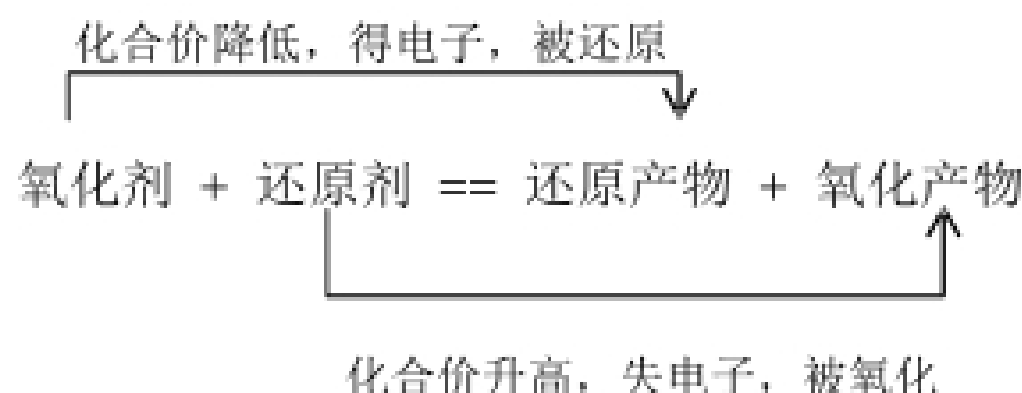 化合价降低，得电子，被还原
氧化剂 + 还原剂 == 还原产物 + 氧化产物
化合价升高，失电子，被氧化